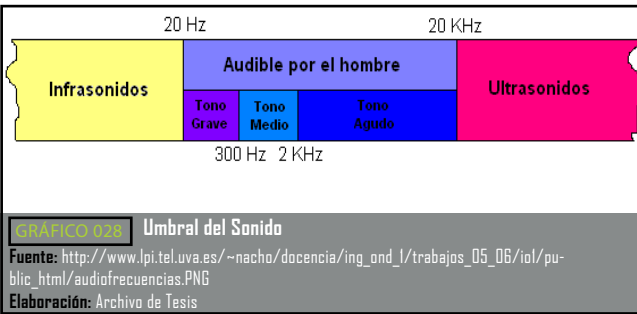 20 Hz 20 KHz
Infrasonidos
Audible por el hombre
Ultrasonidos
Tono Grave
Tono Medio
Tono Agudo
300 Hz 2 KHz
GRÁFICO 028 Umbral del Sonido
Fuente: http://www.lpi.tel.uva.es/~nacho/docencia/ing_ond_1/trabajos_05_06/io1/pu-
blic_html/audiofrecuencias.PNG
Elaboración: Archivo de Tesis